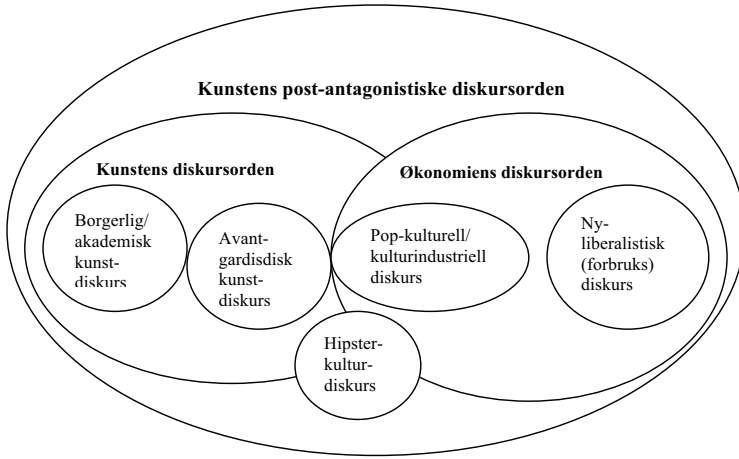 Kunstens post-antagonistiske diskursorden
Kunstens diskursorden
Økonomiens diskursorden
Borgerlig/
akademisk
kunst-
diskurs
Avant-
gardisdisk
kunst-
diskurs
Pop-kulturell/
kulturindustriell
diskurs
Ny-
liberalistisk
(forbruks)
diskurs
Hipster-
kultur-
diskurs